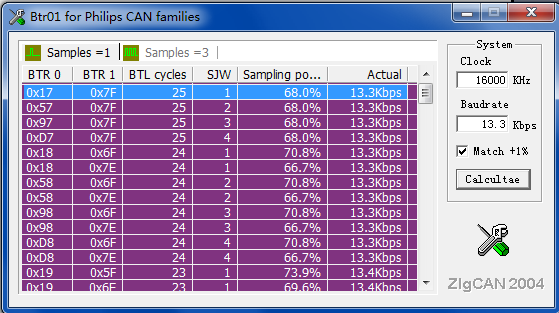 Btr01 for Philips CAN families
Samples =1 Samples =3
BTR 0 BTR 1 BTL cycles SJW Sampling po... Actual
0x17 0x7F 25 1 68.0% 13.3Kbps
0x57 0x7F 25 2 68.0% 13.3Kbps
0x97 0x7F 25 3 68.0% 13.3Kbps
0xD7 0x7F 25 4 68.0% 13.3Kbps
0x18 0x6F 24 1 70.8% 13.3Kbps
0x18 0x7E 24 1 66.7% 13.3Kbps
0x58 0x6F 24 2 70.8% 13.3Kbps
0x58 0x7E 24 2 66.7% 13.3Kbps
0x98 0x6F 24 3 70.8% 13.3Kbps
0x98 0x7E 24 3 66.7% 13.3Kbps
0xD8 0x6F 24 4 70.8% 13.3Kbps
0xD8 0x7E 24 4 66.7% 13.3Kbps
0x19 0x5F 23 1 73.9% 13.4Kbps
0x19 0x6E 23 1 69.6% 13.4Kbps
System
Clock
16000 KHz
Baudrate
13.3 Kbps
Match +1%
Calcultae
ZIgCAN 2004